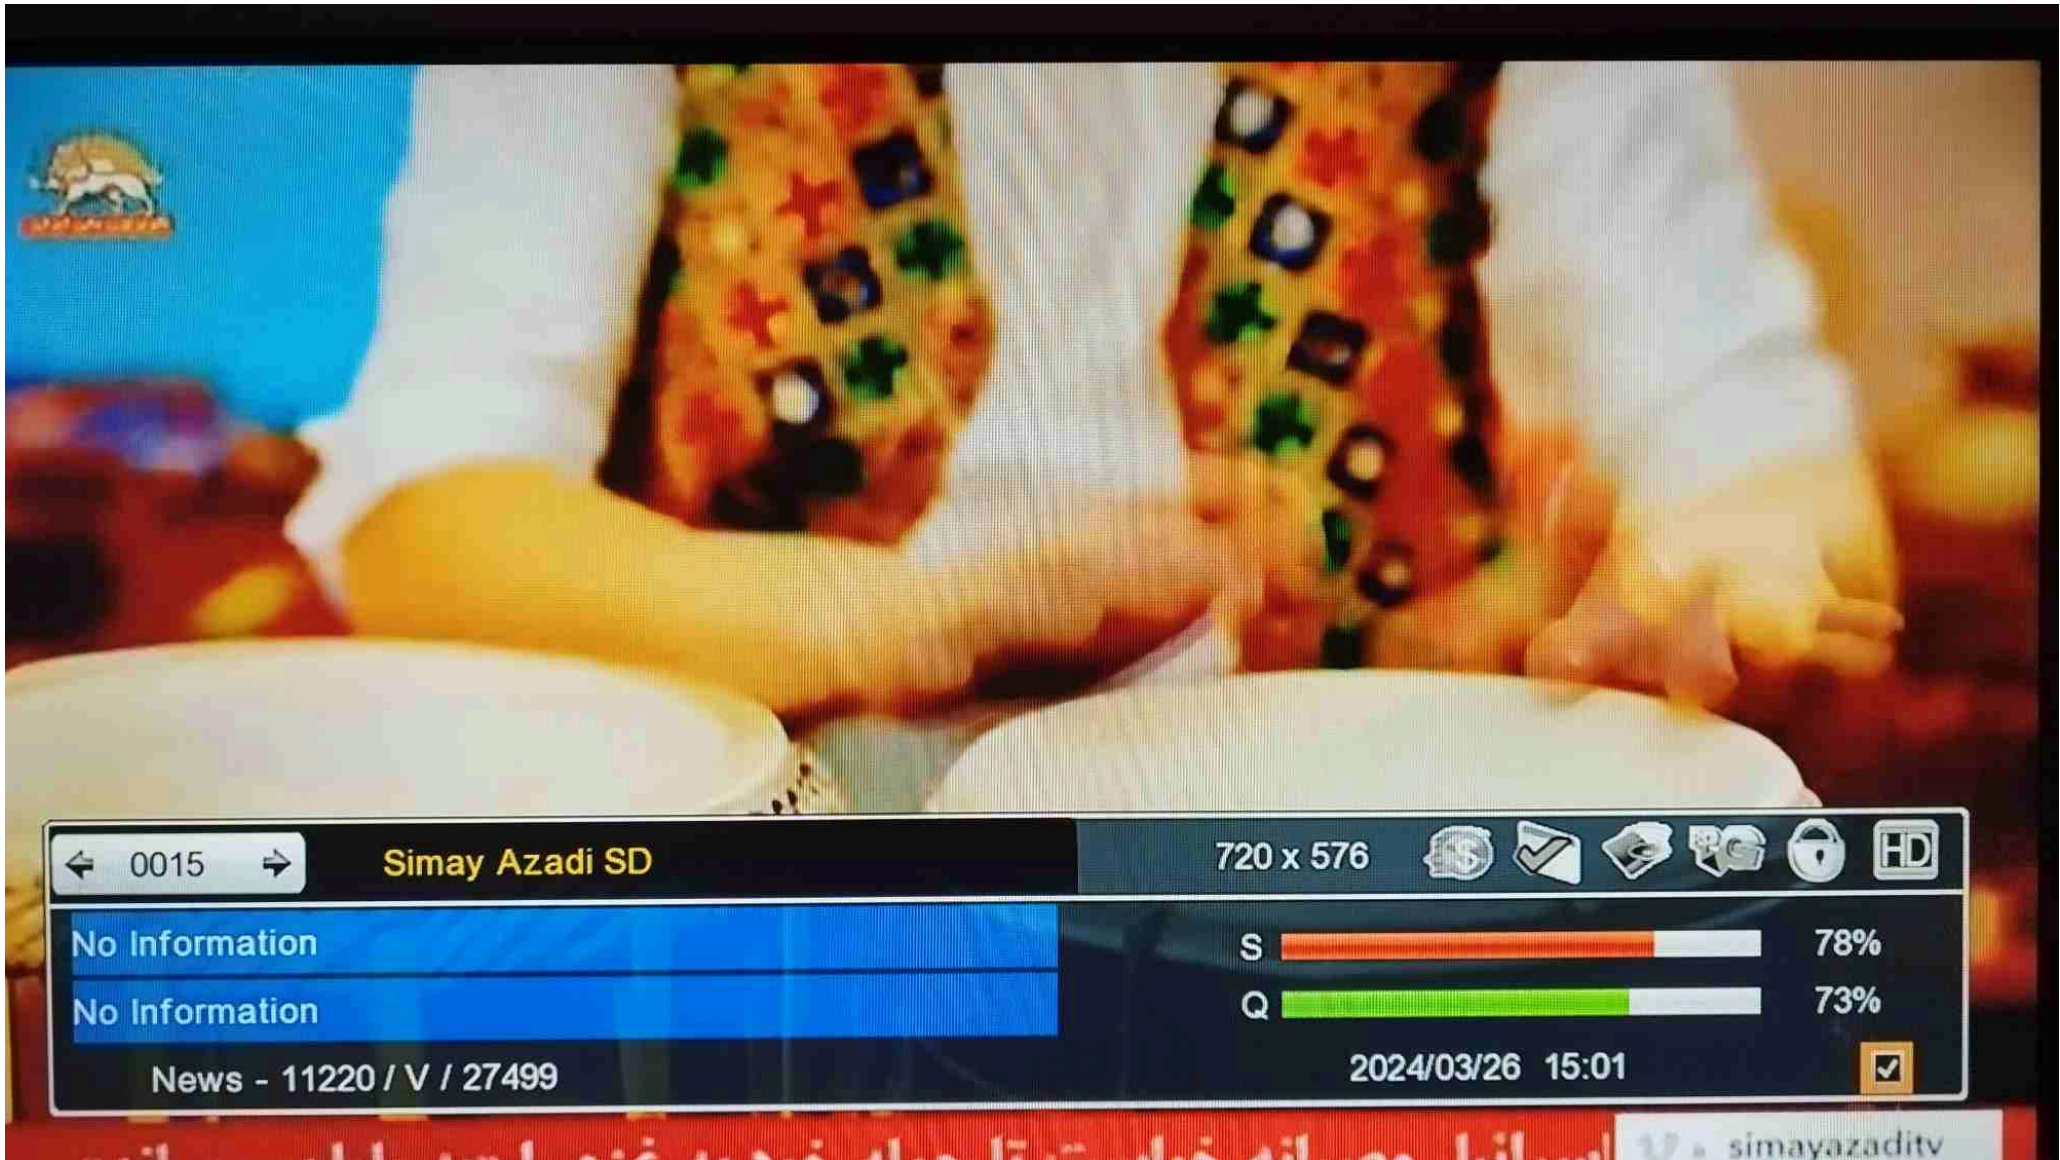 0015
Simay Azadi SD
720 x 576
HD
No Information
S 78%
No Information
Q 73%
News - 11220 / V / 27499
2024/03/26 15:01
simayazaditv